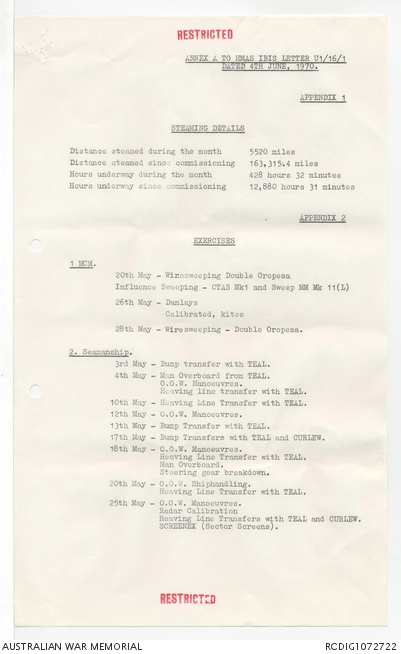 RESTRICTED
ANNEX A TO HMAS IBIS LETTER U1/16/1
DATED 4TH JUNE, 1970.
APPENDIX 1
STEAMING DETAILS
Distance steamed during the month 5520 miles
Distance steamed since commissioning 163,315.4 miles
Hours underway during the month 428 hours 32 minutes
Hours underway since commissioning 12,880 hours 31 minutes
APPENDIX 2
EXERCISES
1 MCM.
20th May - Wiresweeping Double Oropesa
Influence Sweeping - CTAS Mk1 and Sweep MM Mk 11(L)
26th May - Danlays
Calibrated, kites
28th May - Wiresweeping - Double Oropesa.
2. Seamanship.
3rd May - Bump transfer with TEAL.
4th May - Man Overboard from TEAL.
O.O.W. Manoeuvres.
Heaving line transfer with TEAL.
10th May - Heaving Line Transfer with TEAL.
12th May - O.O.W. Manoeuvres.
13th May - Bump Transfer with TEAL.
17th May - Bump Transfers with TEAL and CURLEW.
18th May - O.O.W. Manoeuvres.
Heaving Line Transfer with TEAL.
Man Overboard.
Steering gear breakdown.
20th May - O.O.W. Shiphandling.
Heaving Line Transfer with TEAL.
25th May - O.O.W. Manoeuvres.
Radar Calibration
Heaving Line Transfers with TEAL and CURLEW.
SCREENEX (Sector Screens).
RESTRICTED
AUSTRALIAN WAR MEMORIAL RCDIG1072722